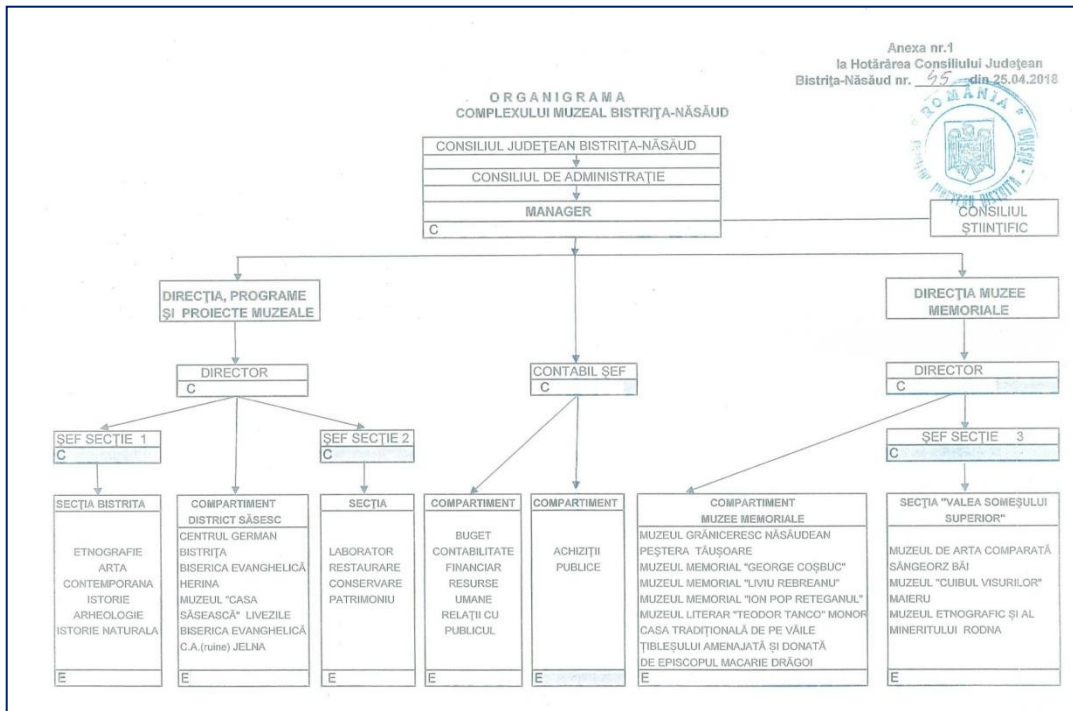 Anexa nr.1
la Hotărârea Consiliului Județean
Bistrița-Năsăud nr. 45 din 25.04.2018
ROMÂNIA
ORGANIGRAMA
COMPLEXULUI MUZEAL BISTRIȚA-NĂSĂUD
CONSILIUL JUDEȚEAN BISTRIȚA-NĂSĂUD
CONSILIUL DE ADMINISTRAȚIE
MANAGER
C
CONSILIUL
ȘTIINȚIFIC
DIRECȚIA, PROGRAME
ȘI PROIECTE MUZEALE
DIRECȚIA MUZEE
MEMORIALE
DIRECTOR
C
CONTABIL ȘEF
C
DIRECTOR
C
ȘEF SECTIE 1
C
ȘEF SECTIE 2
C
ȘEF SECTIE 3
C
SECȚIA BISTRITA
ETNOGRAFIE
ARTA
CONTEMPORANA
ISTORIE
ARHEOLOGIE
ISTORIE NATURALA
E
COMPARTIMENT
DISTRICT SĂSESC
CENTRUL GERMAN
BISTRIȚA
BISERICA EVANGHELICĂ
HERINA
MUZEUL "CASA
SĂSEASCĂ" LIVEZILE
BISERICA EVANGHELICĂ
C.A.(ruine) JELNA
E
SECȚIA
LABORATOR
RESTAURARE
CONSERVARE
PATRIMONIU
E
COMPARTIMENT
BUGET
CONTABILITATE
FINANCIAR
RESURSE
UMANE
RELAȚII CU
PUBLICUL
E
COMPARTIMENT
ACHIZIȚII
PUBLICE
E
COMPARTIMENT
MUZEE MEMORIALE
MUZEUL GRĂNICERESC NĂSĂUDEAN
PEȘTERA TĂUȘOARE
MUZEUL MEMORIAL "GEORGE COȘBUC"
MUZEUL MEMORIAL "LIVIU REBREANU"
MUZEUL MEMORIAL "ION POP RETEGANUL"
MUZEUL LITERAR "TEODOR TANCO" MONOR
CASA TRADIȚIONALĂ DE PE VĂILE
ȚIBLEȘULUI AMENAJATĂ ȘI DONATĂ
DE EPISCOPUL MACARIE DRĂGOI
E
SECȚIA "VALEA SOMEȘULUI
SUPERIOR"
MUZEUL DE ARTA COMPARATĂ
SÂNGEORZ BĂI
MUZEUL "CUIBUL VISURILOR"
MAIERU
MUZEUL ETNOGRAFIC ȘI AL
MINERITULUI RODNA
E